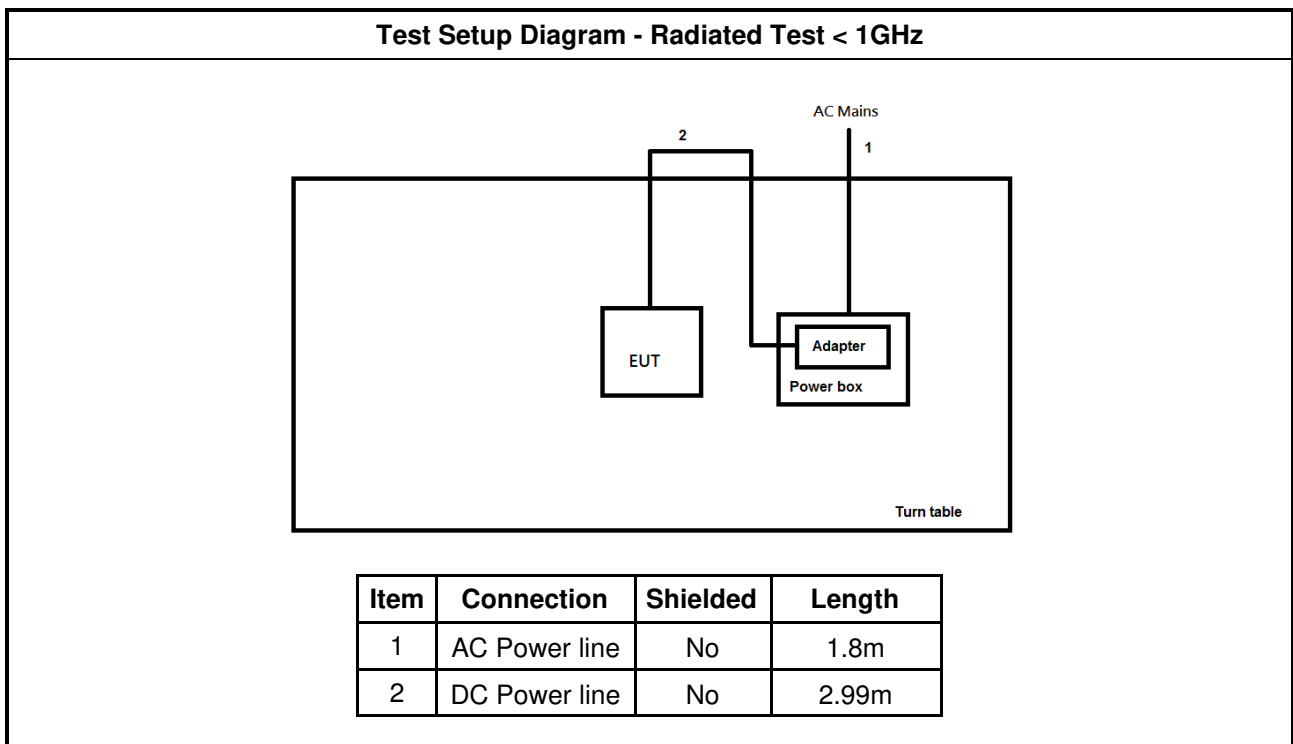 Test Setup Diagram - Radiated Test < 1GHz
AC Mains
2
1
Adapter
EUT
Power box
Turn table
Item Connection Shielded Length
1 AC Power line No 1.8m
2 DC Power line No 2.99m